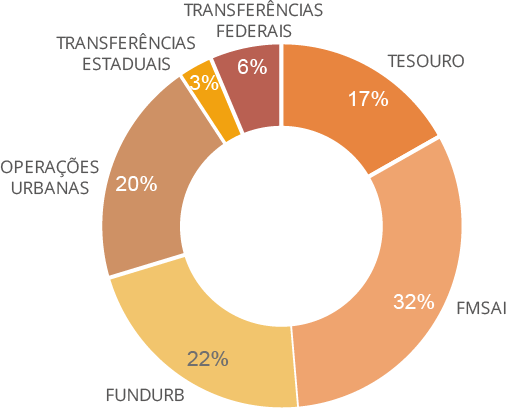 TRANSFERÊNCIAS
FEDERAIS
6%
TESOURO
17%
FMSAI
32%
FUNDURB
22%
OPERAÇÕES
URBANAS
20%
TRANSFERÊNCIAS
ESTADUAIS
3%